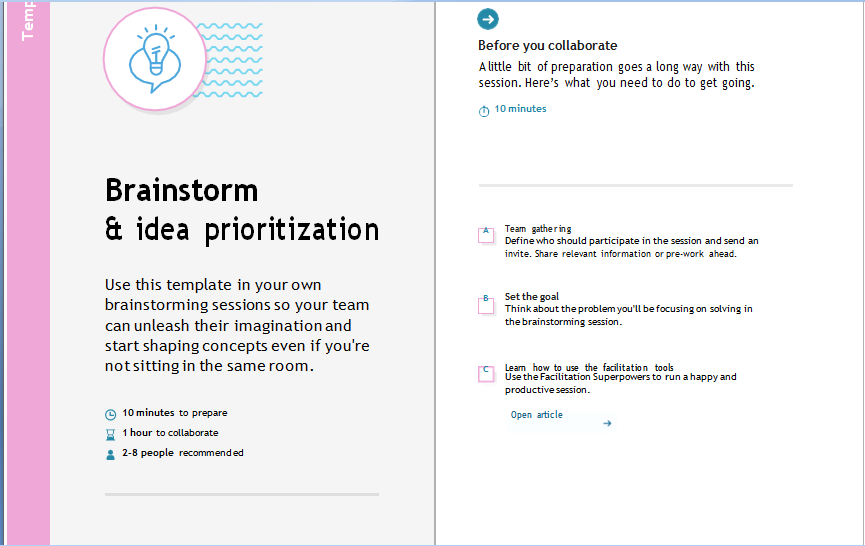 Temp
Brainstorm
& idea prioritization
Use this template in your own
brainstorming sessions so your team
can unleash their imagination and
start shaping concepts even if you're
not sitting in the same room.
10 minutes to prepare
1 hour to collaborate
2-8 people recommended
Before you collaborate
A little bit of preparation goes a long way with this
session. Here's what you need to do to get going.
10 minutes
A
Team gathering
Define who should participate in the session and send an
invite. Share relevant information or pre-work ahead.
B
Set the goal
Think about the problem you'll be focusing on solving in
the brainstorming session.
C
Learn how to use the facilitation tools
Use the Facilitation Superpowers to run a happy and
productive session.
Open article